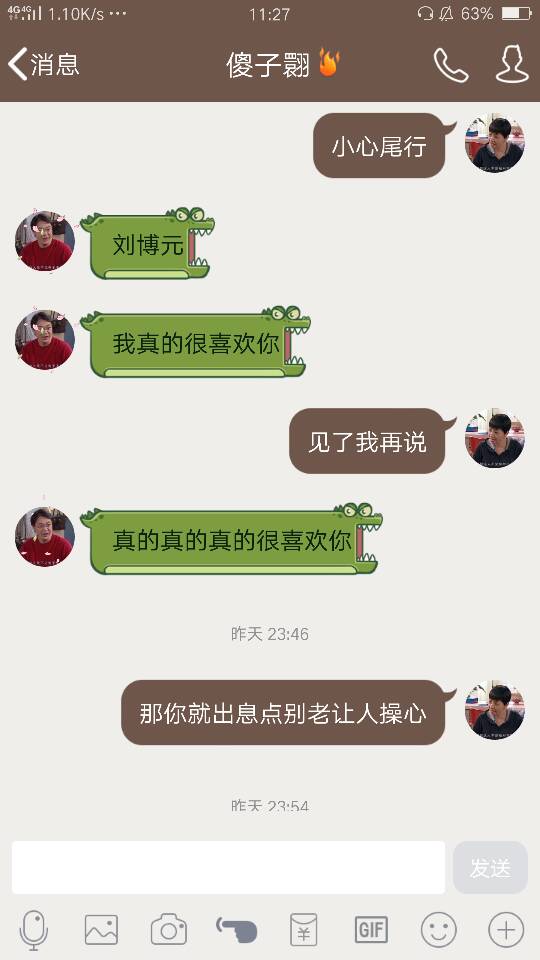 4G 4G 1.10K/s ··· 11:27 63%
消息 傻子翾
小心尾行
刘博元
我真的很喜欢你
见了我再说
真的真的真的很喜欢你
昨天 23:46
那你就出息点别老让人操心
昨天 23:54
发送
GIF